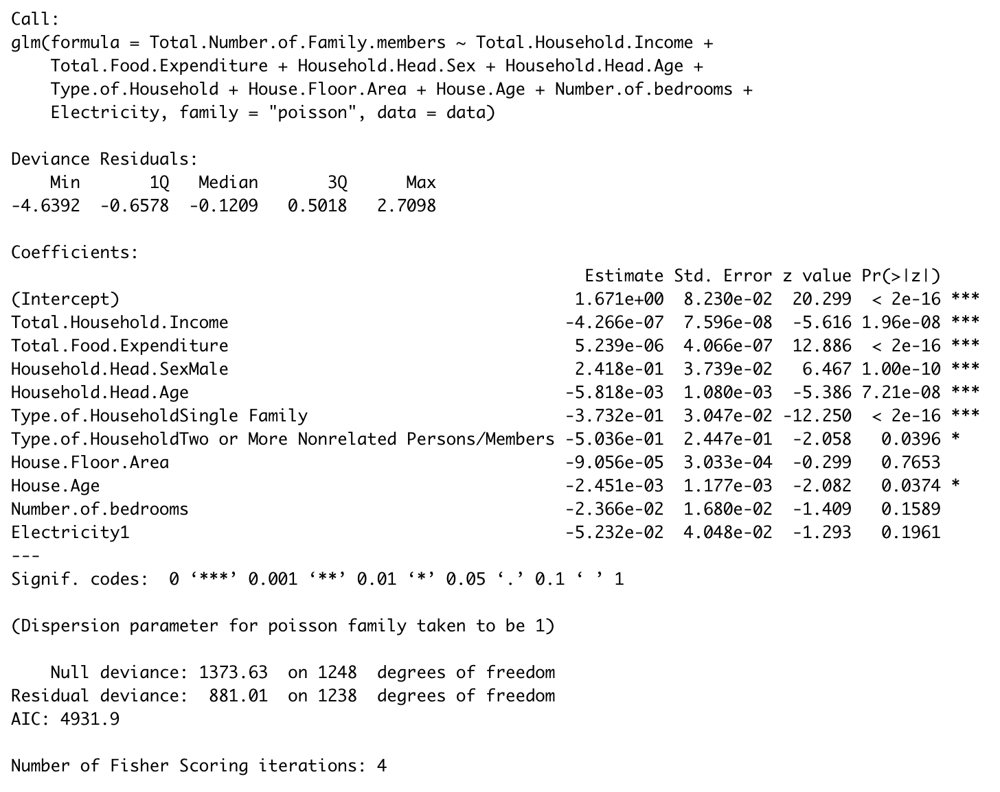 Call:
glm(formula = Total.Number.of.Family.members ~ Total.Household.Income +
    Total.Food.Expenditure + Household.Head.Sex + Household.Head.Age +
    Type.of.Household + House.Floor.Area + House.Age + Number.of.bedrooms +
    Electricity, family = "poisson", data = data)

Deviance Residuals:
    Min       1Q   Median       3Q      Max
-4.6392  -0.6578  -0.1209   0.5018   2.7098

Coefficients:
                                                          Estimate Std. Error z value Pr(>|z|)
(Intercept)                                              1.671e+00  8.230e-02  20.299  < 2e-16 ***
Total.Household.Income                                  -4.266e-07  7.596e-08  -5.616 1.96e-08 ***
Total.Food.Expenditure                                   5.239e-06  4.066e-07  12.886  < 2e-16 ***
Household.Head.SexMale                                   2.418e-01  3.739e-02   6.467 1.00e-10 ***
Household.Head.Age                                      -5.818e-03  1.080e-03  -5.386 7.21e-08 ***
Type.of.HouseholdSingle Family                          -3.732e-01  3.047e-02 -12.250  < 2e-16 ***
Type.of.HouseholdTwo or More Nonrelated Persons/Members -5.036e-01  2.447e-01  -2.058   0.0396 *
House.Floor.Area                                        -9.056e-05  3.033e-04  -0.299   0.7653
House.Age                                               -2.451e-03  1.177e-03  -2.082   0.0374 *
Number.of.bedrooms                                      -2.366e-02  1.680e-02  -1.409   0.1589
Electricity1                                            -5.232e-02  4.048e-02  -1.293   0.1961
---
Signif. codes:  0 ‘***’ 0.001 ‘**’ 0.01 ‘*’ 0.05 ‘.’ 0.1 ‘ ’ 1

(Dispersion parameter for poisson family taken to be 1)

    Null deviance: 1373.63  on 1248  degrees of freedom
Residual deviance:  881.01  on 1238  degrees of freedom
AIC: 4931.9

Number of Fisher Scoring iterations: 4